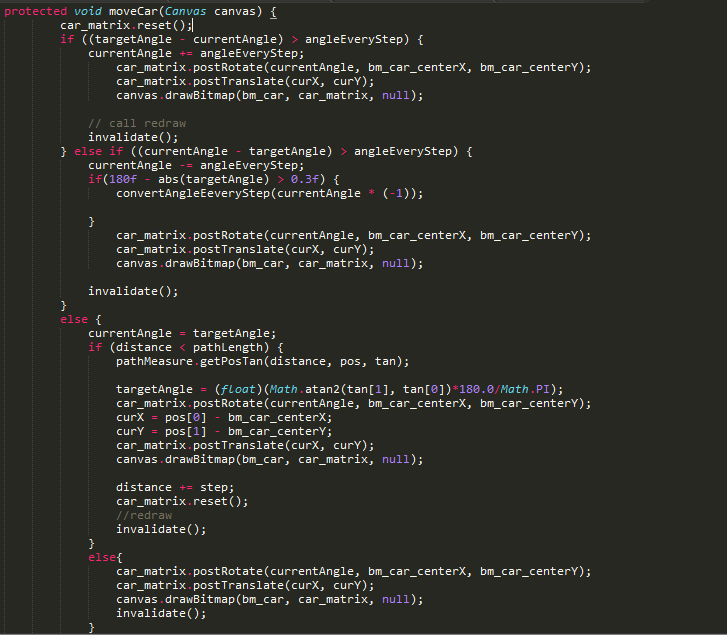 protected void moveCar(Canvas canvas) {
car_matrix.reset();
if ((targetAngle - currentAngle) > angleEveryStep) {
currentAngle += angleEveryStep;
car_matrix.postRotate(currentAngle, bm_car_centerX, bm_car_centerY);
car_matrix.postTranslate(curX, curY);
canvas.drawBitmap(bm_car, car_matrix, null);
// call redraw
invalidate();
} else if ((currentAngle - targetAngle) > angleEveryStep) {
currentAngle -= angleEveryStep;
if(180f - abs(targetAngle) > 0.3f) {
convertAngleEeveryStep(currentAngle * (-1));
}
car_matrix.postRotate(currentAngle, bm_car_centerX, bm_car_centerY);
car_matrix.postTranslate(curX, curY);
canvas.drawBitmap(bm_car, car_matrix, null);
invalidate();
}
else {
currentAngle = targetAngle;
if (distance < pathLength) {
pathMeasure.getPosTan(distance, pos, tan);
targetAngle = (float)(Math.atan2(tan[1], tan[0])*180.0/Math.PI);
car_matrix.postRotate(currentAngle, bm_car_centerX, bm_car_centerY);
curX = pos[0] - bm_car_centerX;
curY = pos[1] - bm_car_centerY;
car_matrix.postTranslate(curX, curY);
canvas.drawBitmap(bm_car, car_matrix, null);
distance += step;
car_matrix.reset();
//redraw
invalidate();
}
else{
car_matrix.postRotate(currentAngle, bm_car_centerX, bm_car_centerY);
car_matrix.postTranslate(curX, curY);
canvas.drawBitmap(bm_car, car_matrix, null);
invalidate();
}